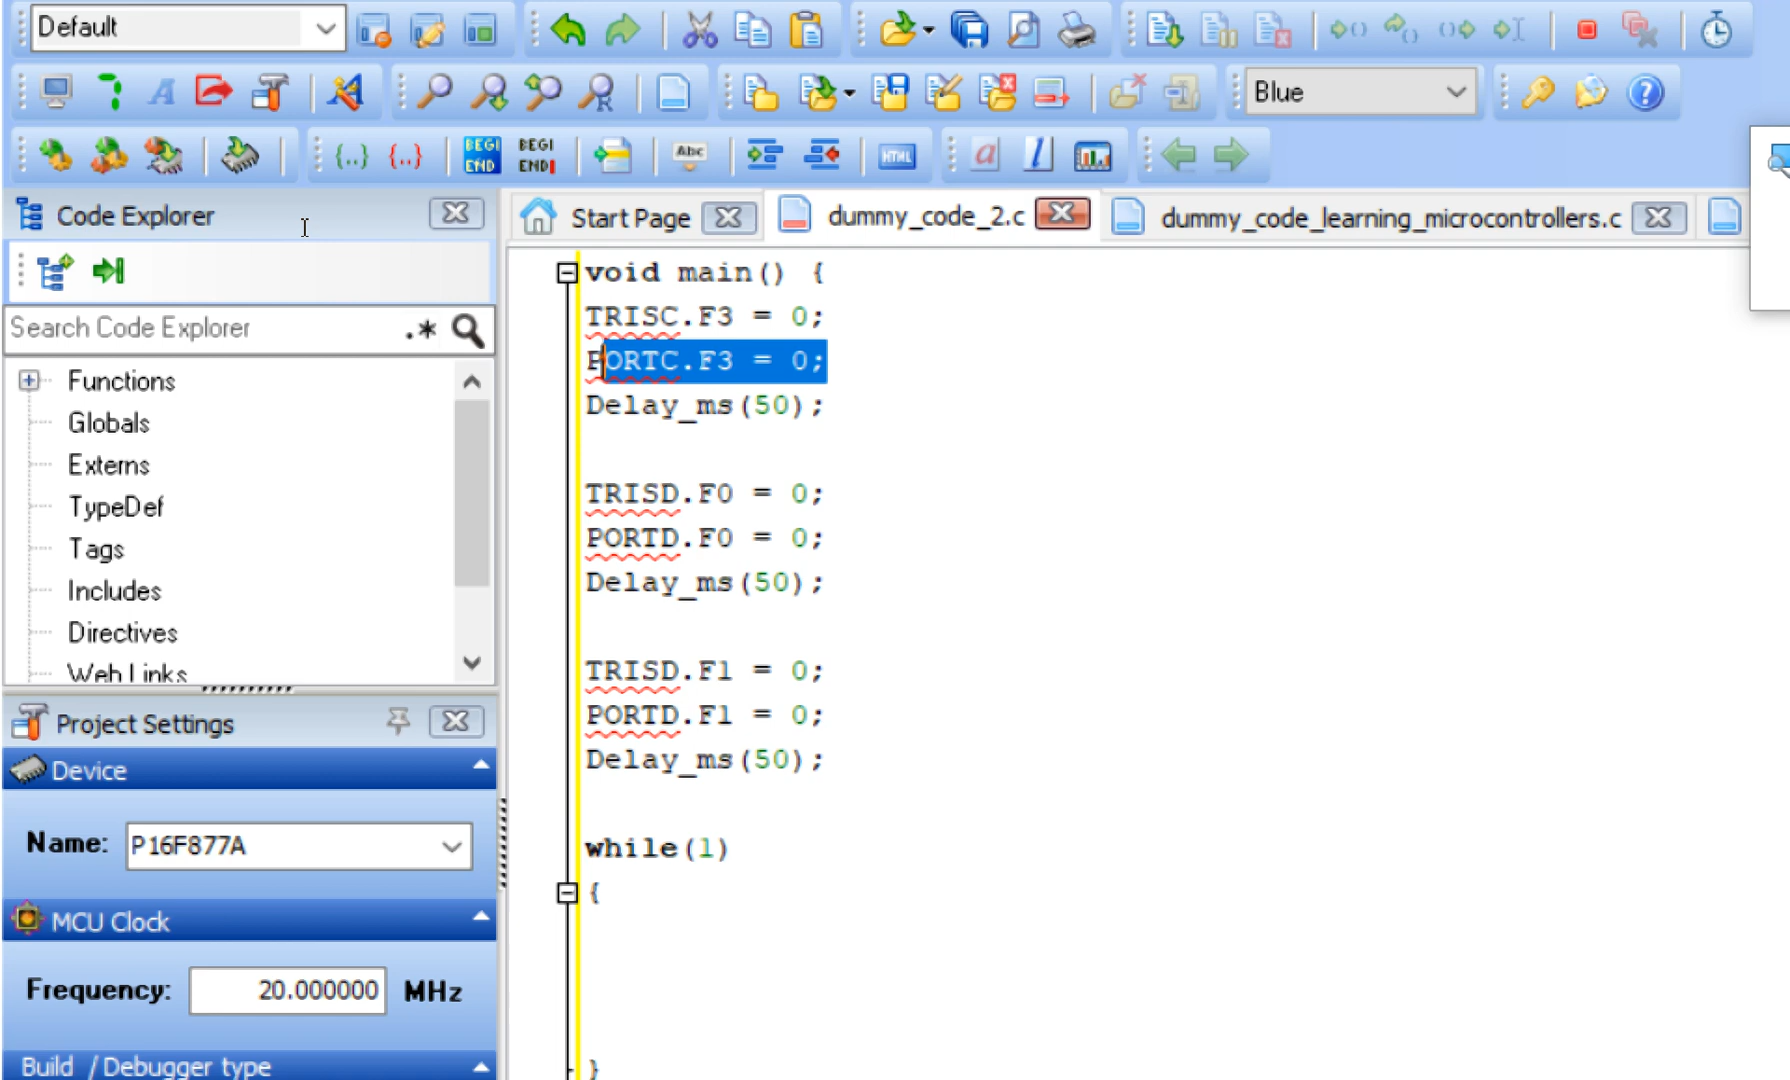 Default
Blue
BEGI END
BEGI END
Abc
HTML
Code Explorer
Start Page
dummy_code_2.c
dummy_code_learning_microcontrollers.c
Search Code Explorer
.*
Functions
Globals
Externs
TypeDef
Tags
Includes
Directives
Web Links
Project Settings
Device
Name: P16F877A
MCU Clock
Frequency: 20.000000 MHz
Build / Debugger type
void main() {
TRISC.F3 = 0;
PORTC.F3 = 0;
Delay_ms(50);
TRISD.F0 = 0;
PORTD.F0 = 0;
Delay_ms(50);
TRISD.F1 = 0;
PORTD.F1 = 0;
Delay_ms(50);
while(1)
{
}